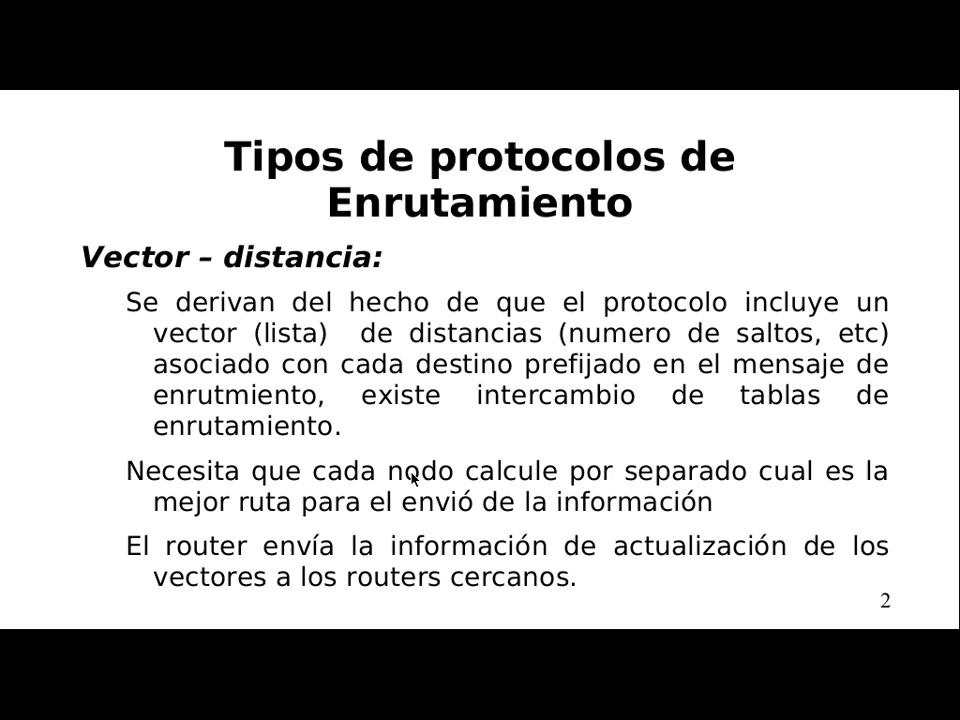 Tipos de protocolos de
Enrutamiento
Vector – distancia:
Se derivan del hecho de que el protocolo incluye un
vector (lista) de distancias (numero de saltos, etc)
asociado con cada destino prefijado en el mensaje de
enrutmiento, existe intercambio de tablas de
enrutamiento.
Necesita que cada nodo calcule por separado cual es la
mejor ruta para el envió de la información
El router envía la información de actualización de los
vectores a los routers cercanos.
2